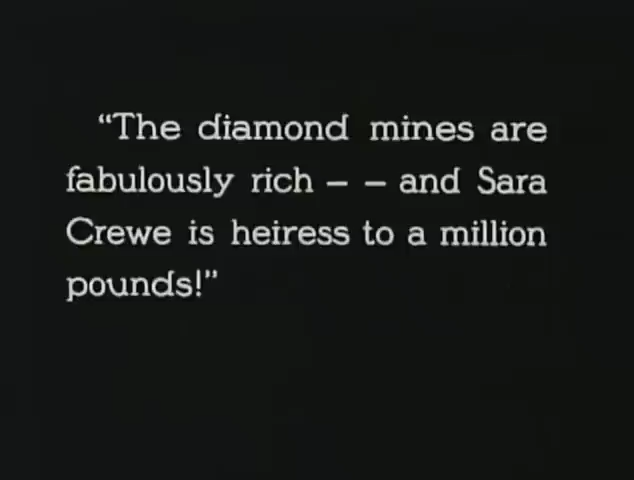 “The diamond mines are
fabulously rich – – and Sara
Crewe is heiress to a million
pounds!”